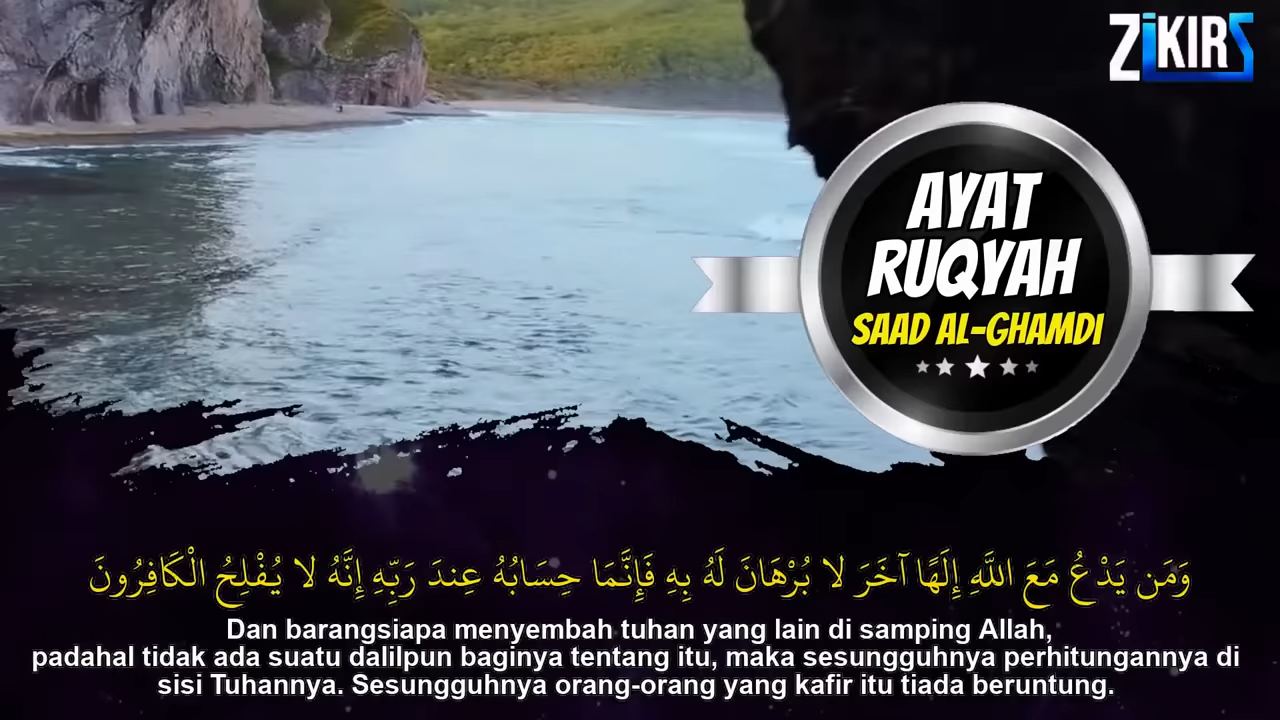 ZiKIRS
AYAT
RUQYAH
SAAD AL-GHAMDI
وَمَن يَدْعُ مَعَ اللَّهِ إِلَهًا آخَرَ لا بُرْهَانَ لَهُ بِهِ فَإِنَّمَا حِسَابُهُ عِندَ رَبِّهِ إِنَّهُ لا يُفْلِحُ الْكَافِرُونَ
Dan barangsiapa menyembah tuhan yang lain di samping Allah,
padahal tidak ada suatu dalilpun baginya tentang itu, maka sesungguhnya perhitungannya di
sisi Tuhannya. Sesungguhnya orang-orang yang kafir itu tiada beruntung.